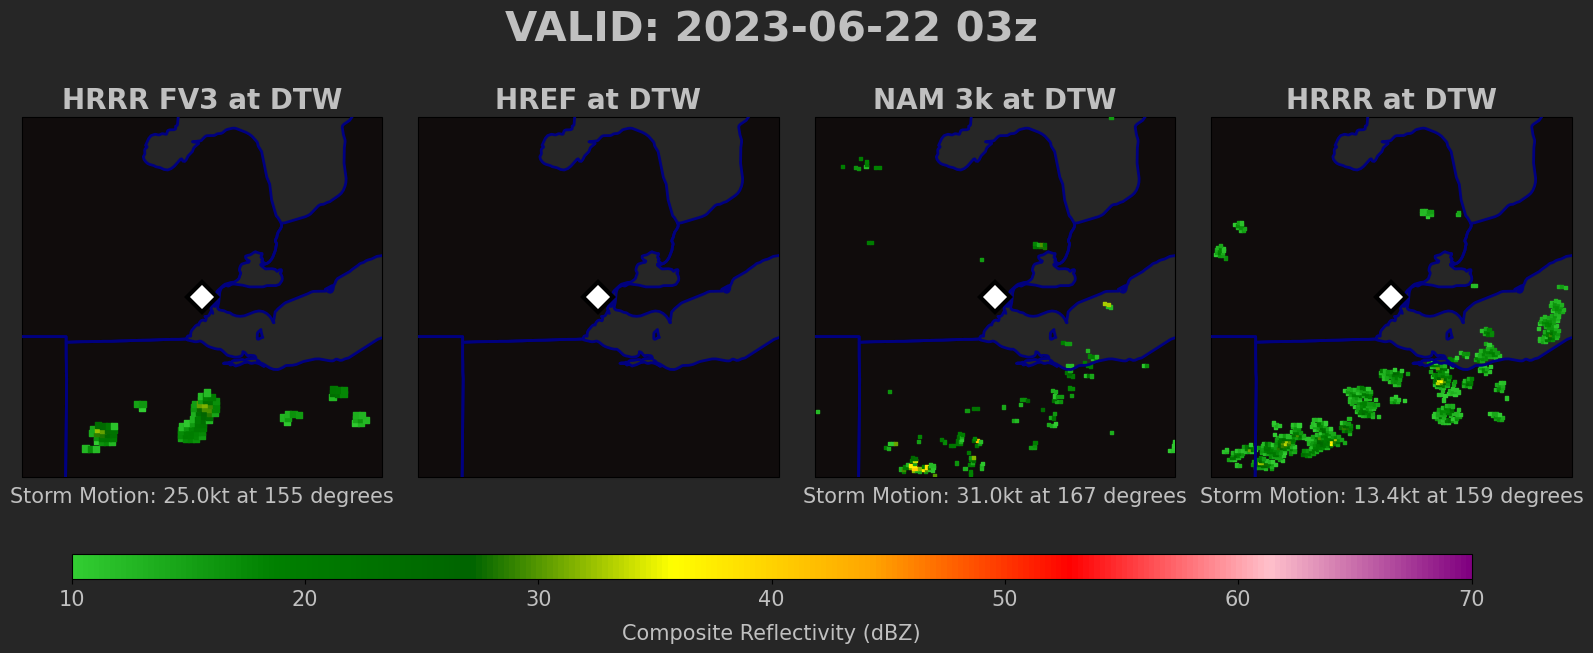 VALID: 2023-06-22 03z
HRRR FV3 at DTW
HREF at DTW
NAM 3k at DTW
HRRR at DTW
Storm Motion: 25.0kt at 155 degrees
Storm Motion: 31.0kt at 167 degrees
Storm Motion: 13.4kt at 159 degrees
10 20 30 40 50 60 70
Composite Reflectivity (dBZ)